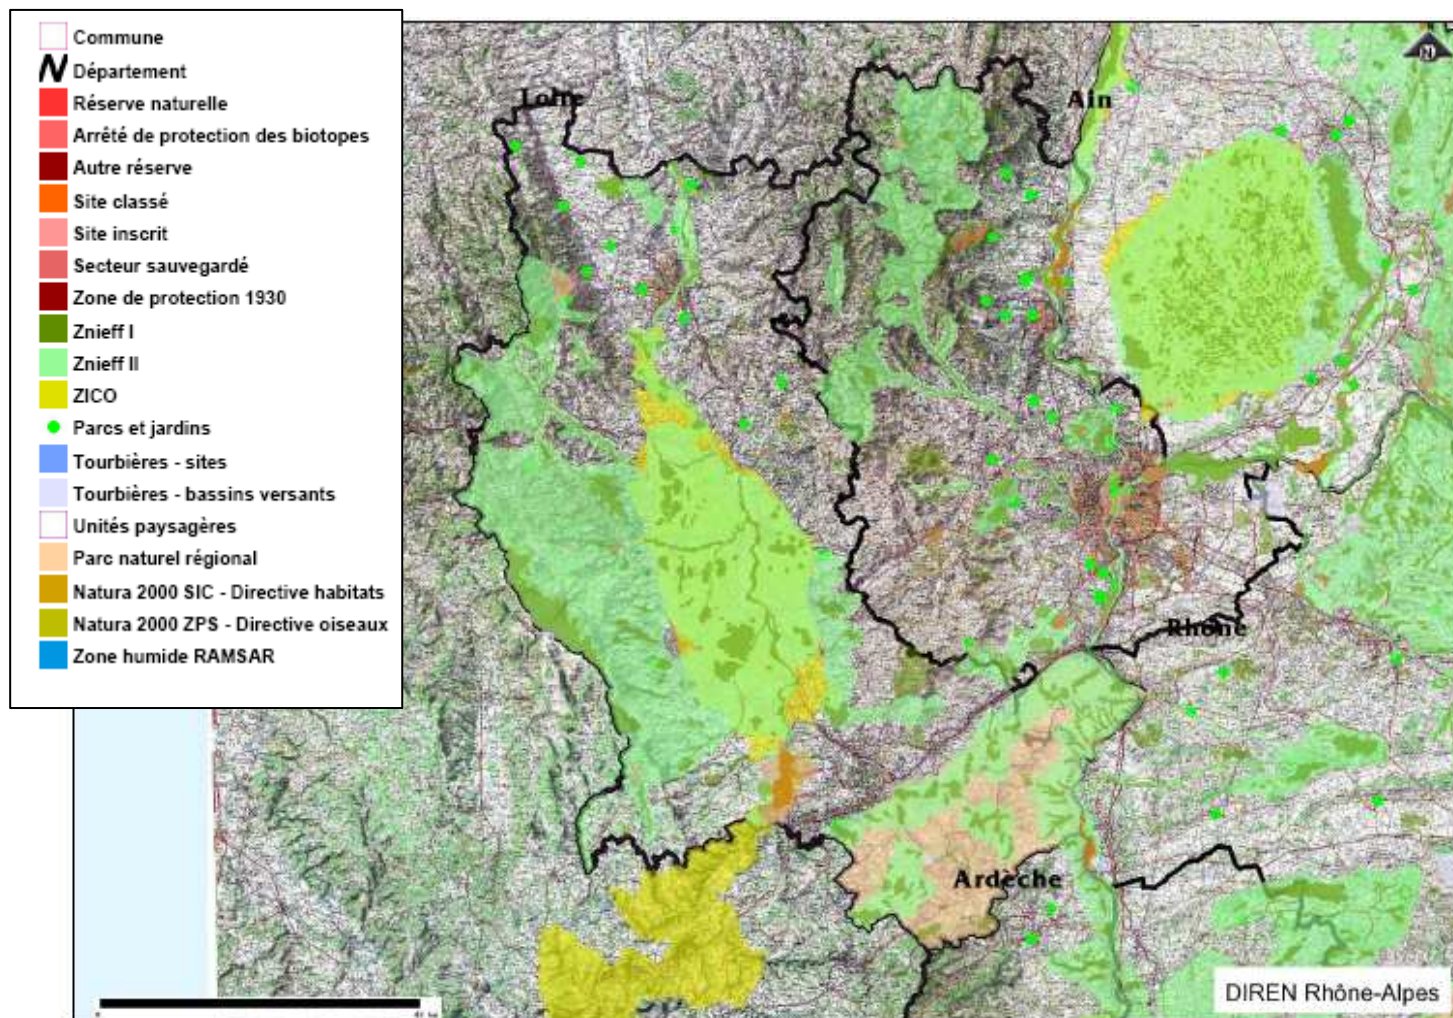 Commune
Département
Réserve naturelle
Arrêté de protection des biotopes
Autre réserve
Site classé
Site inscrit
Secteur sauvegardé
Zone de protection 1930
Znieff I
Znieff II
ZICO
Parcs et jardins
Tourbières - sites
Tourbières - bassins versants
Unités paysagères
Parc naturel régional
Natura 2000 SIC - Directive habitats
Natura 2000 ZPS - Directive oiseaux
Zone humide RAMSAR
Loire
Ain
N
Rhône
Ardèche
DIREN Rhône-Alpes